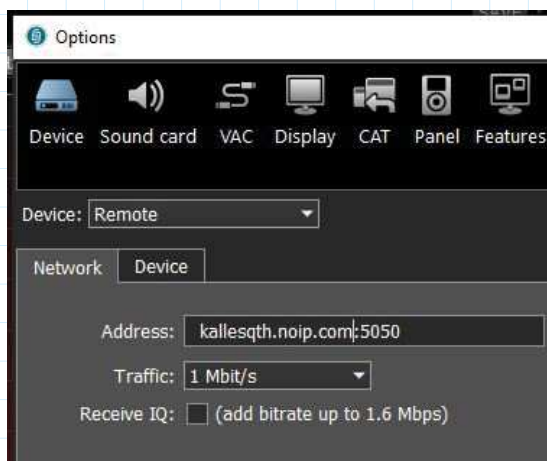 Options
Device Sound card VAC Display CAT Panel Features
Device: Remote
Network Device
Address: kallesqth.noip.com:5050
Traffic: 1 Mbit/s
Receive IQ: (add bitrate up to 1.6 Mbps)